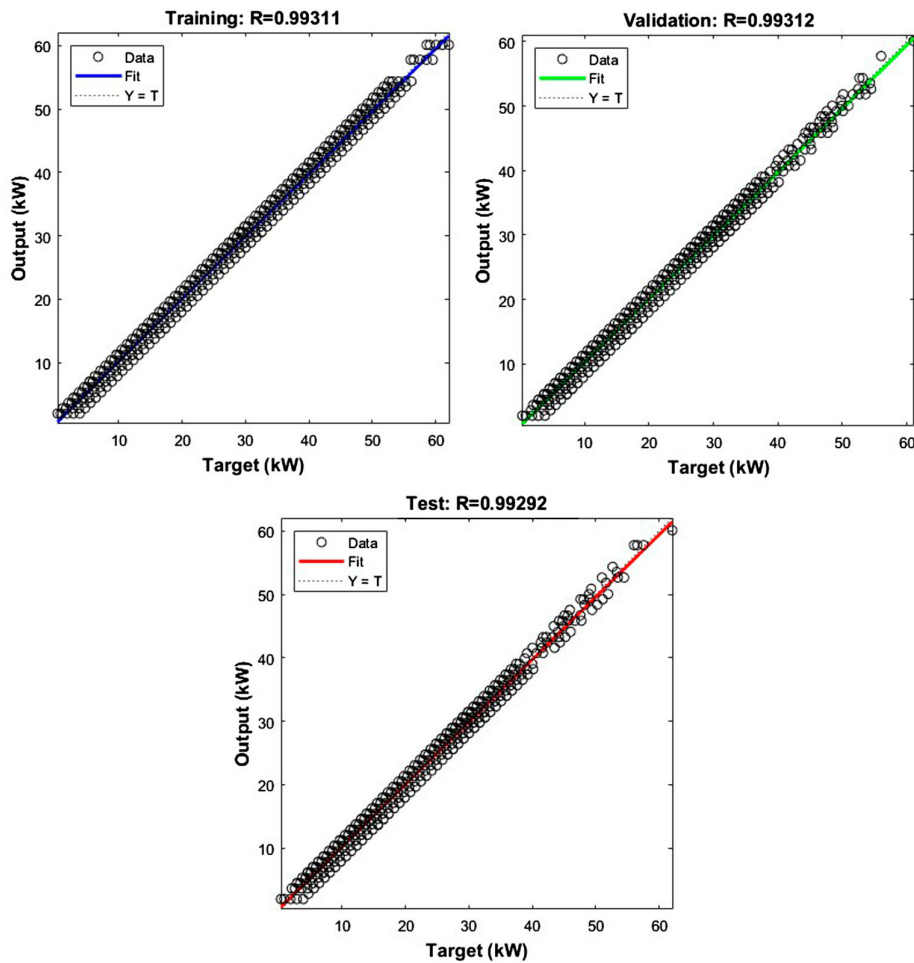 Training: R=0.99311
Data
Fit
Y = T
Output (kW)
60
50
40
30
20
10
10 20 30 40 50 60
Target (kW)
Validation: R=0.99312
Data
Fit
Y = T
Output (kW)
60
50
40
30
20
10
10 20 30 40 50 60
Target (kW)
Test: R=0.99292
Data
Fit
Y = T
Output (kW)
60
50
40
30
20
10
10 20 30 40 50 60
Target (kW)